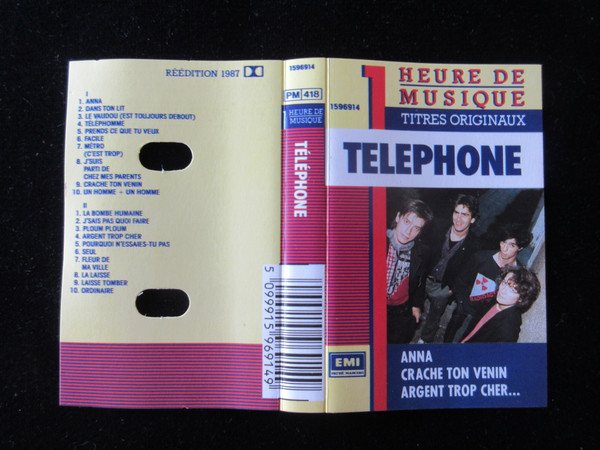 RÉÉDITION 1987
I
1. ANNA
2. DANS TON LIT
3. LE VAUDOU (EST TOUJOURS DEBOUT)
4. TÉLÉPHOMME
5. PRENDS CE QUE TU VEUX
6. FACILE
7. MÉTRO
(C'EST TROP)
8. J'SUIS
PARTI DE
CHEZ MES PARENTS
9. CRACHE TON VENIN
10. UN HOMME - UN HOMME
B
1. LA BOMBE HUMAINE
2. J'SAIS PAS QUOI FAIRE
3. PLOUM PLOUM
4. ARGENT TROP CHER
5. POURQUOI N'ESSAIES-TU PAS
6. SEUL
7. FLEUR DE
MA VILLE
8. LA LAISSE
9. LAISSE TOMBER
10. ORDINAIRE
1596914
PM 418
1 HEURE DE
MUSIQUE
TÉLÉPHONE
5 099915 969149
1596914
1 HEURE DE
MUSIQUE
TITRES ORIGINAUX
TELEPHONE
EMI
PATHÉ MARCONI
ANNA
CRACHE TON VENIN
ARGENT TROP CHER...